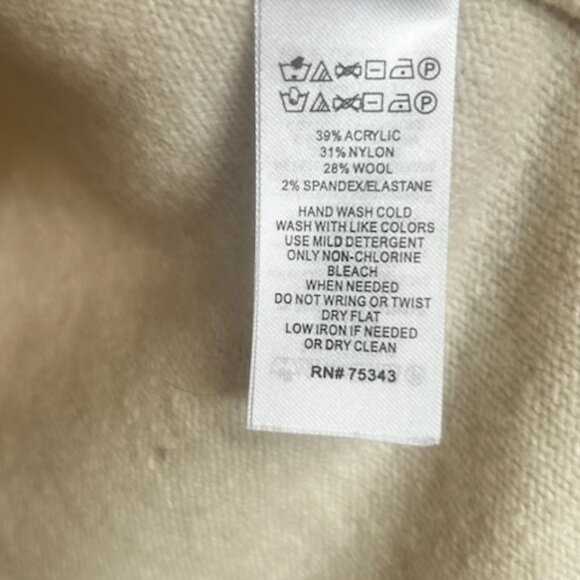 39% ACRYLIC
31% NYLON
28% WOOL
2% SPANDEX/ELASTANE
HAND WASH COLD
WASH WITH LIKE COLORS
USE MILD DETERGENT
ONLY NON-CHLORINE
BLEACH
WHEN NEEDED
DO NOT WRING OR TWIST
DRY FLAT
LOW IRON IF NEEDED
OR DRY CLEAN
RN# 75343